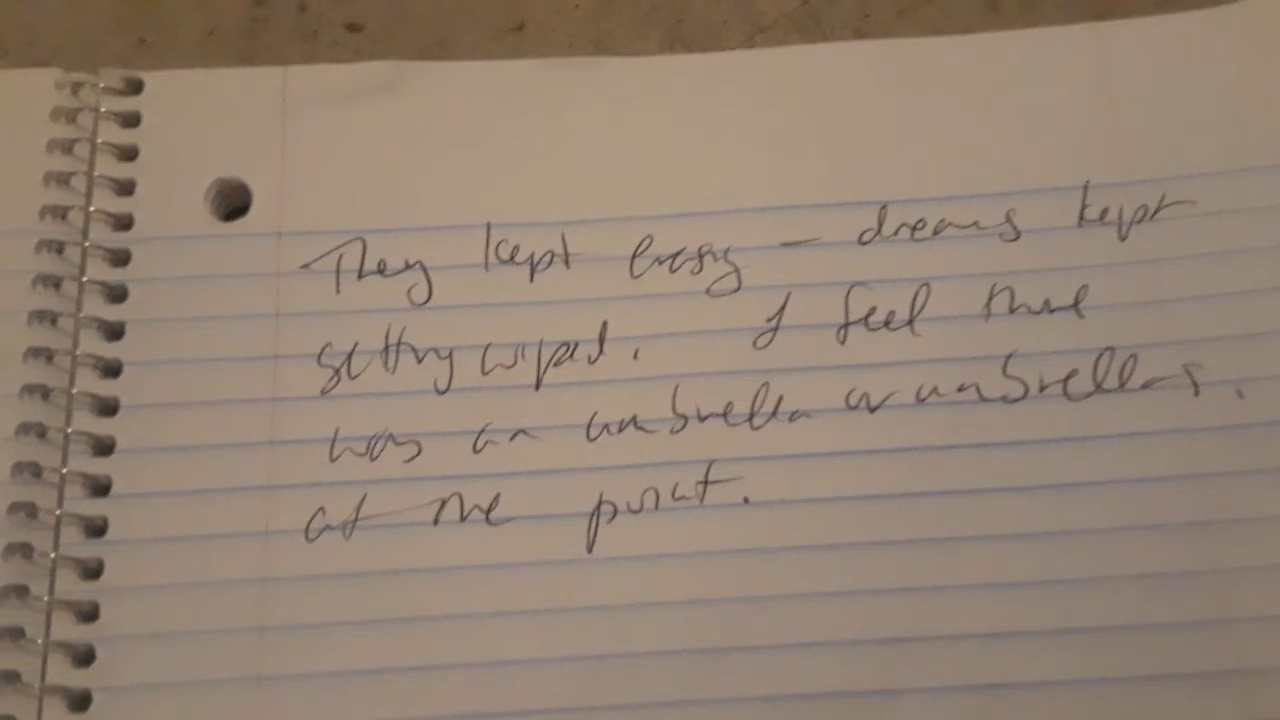 They kept erasing – dreams kept
getting wiped. I feel there
was an umbrella or umbrellas.
at one point.